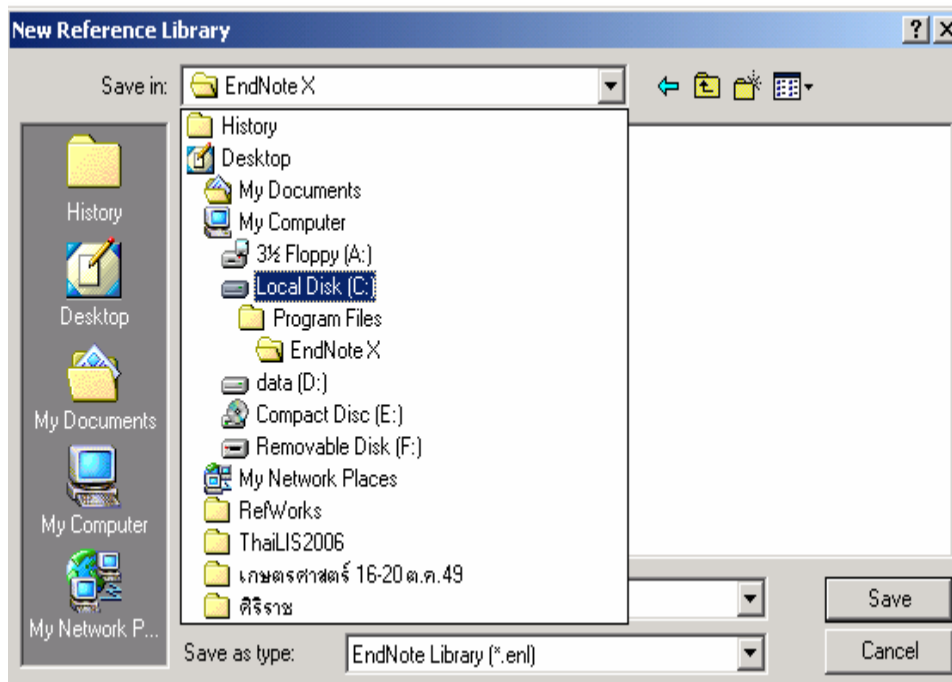 New Reference Library
Save in:
EndNote X
History
Desktop
My Documents
My Computer
3½ Floppy (A:)
Local Disk (C:
Program Files
EndNote X
data (D:)
Compact Disc (E:)
Removable Disk (F:)
My Network Places
RefWorks
ThaiLIS2006
เกษตรศาสตร์ 16-20 ต.ค.49
ศิริราช
History
Desktop
My Documents
My Computer
My Network P...
Save
Save as type:
EndNote Library (*.enl)
Cancel